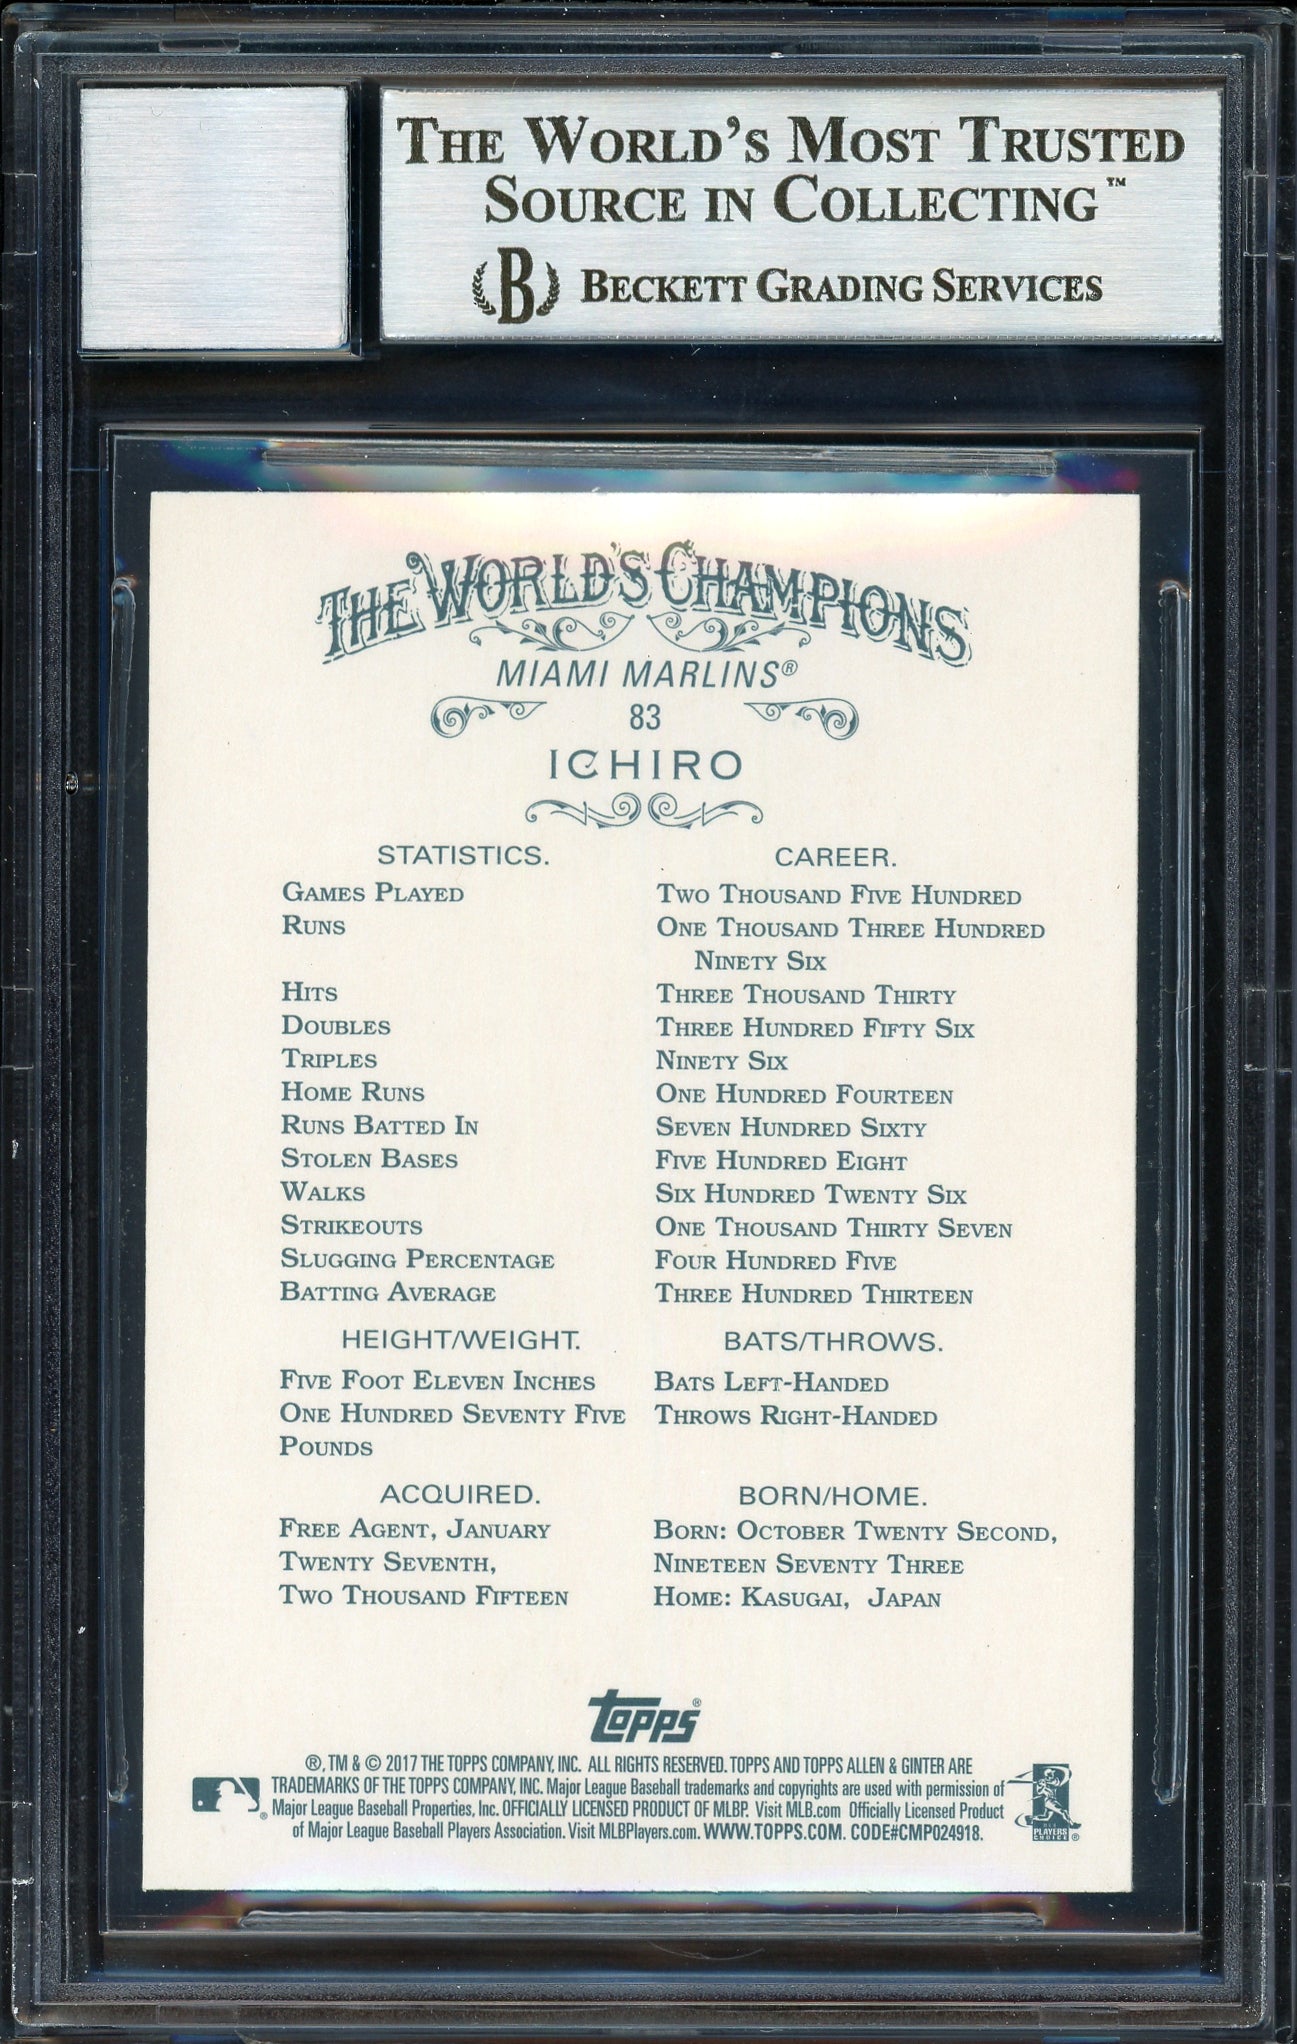 THE WORLD'S MOST TRUSTED
SOURCE IN COLLECTING™
B BECKETT GRADING SERVICES
THE WORLD'S CHAMPIONS
MIAMI MARLINS®
83
ICHIRO
STATISTICS. CAREER.
GAMES PLAYED TWO THOUSAND FIVE HUNDRED
RUNS ONE THOUSAND THREE HUNDRED
NINETY SIX
HITS THREE THOUSAND THIRTY
DOUBLES THREE HUNDRED FIFTY SIX
TRIPLES NINETY SIX
HOME RUNS ONE HUNDRED FOURTEEN
RUNS BATTED IN SEVEN HUNDRED SIXTY
STOLEN BASES FIVE HUNDRED EIGHT
WALKS SIX HUNDRED TWENTY SIX
STRIKEOUTS ONE THOUSAND THIRTY SEVEN
SLUGGING PERCENTAGE FOUR HUNDRED FIVE
BATTING AVERAGE THREE HUNDRED THIRTEEN
HEIGHT/WEIGHT. BATS/THROWS.
FIVE FOOT ELEVEN INCHES BATS LEFT-HANDED
ONE HUNDRED SEVENTY FIVE THROWS RIGHT-HANDED
POUNDS
ACQUIRED. BORN/HOME.
FREE AGENT, JANUARY BORN: OCTOBER TWENTY SECOND,
TWENTY SEVENTH, NINETEEN SEVENTY THREE
TWO THOUSAND FIFTEEN HOME: KASUGAI, JAPAN
topps®
®, TM & © 2017 THE TOPPS COMPANY, INC. ALL RIGHTS RESERVED. TOPPS AND TOPPS ALLEN & GINTER ARE
TRADEMARKS OF THE TOPPS COMPANY, INC. Major League Baseball trademarks and copyrights are used with permission of
Major League Baseball Properties, Inc. OFFICIALLY LICENSED PRODUCT OF MLBP. Visit MLB.com Officially Licensed Product
of Major League Baseball Players Association. Visit MLBPlayers.com. WWW.TOPPS.COM. CODE#CMP024918.
PLAYERS
CHOICE ®